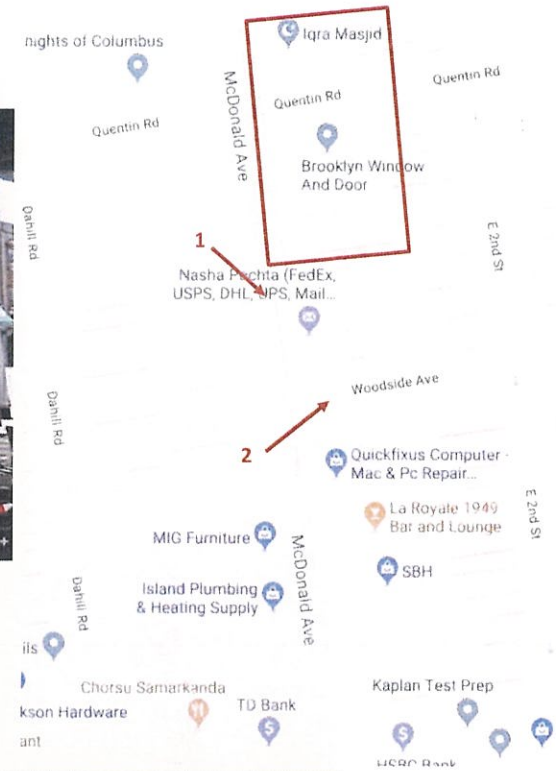 nights of Columbus
Iqra Masjid
Quentin Rd
Quentin Rd
Quentin Rd
McDonald Ave
Brooklyn Window
And Door
Dahill Rd
E 2nd St
1
Nasha Pochta (FedEx,
USPS, DHL, UPS, Mail...
Woodside Ave
Dahill Rd
2
Quickfixus Computer -
Mac & Pc Repair...
La Royale 1949
Bar and Lounge
E 2nd St
MIG Furniture
McDonald Ave
SBH
Island Plumbing
& Heating Supply
Dahill Rd
ils
Chorsu Samarkanda
TD Bank
Kaplan Test Prep
kson Hardware
ant
HSBC Bank